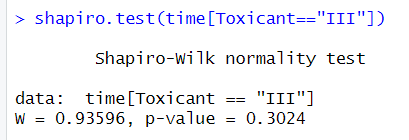 > shapiro.test(time[Toxicant=="III"])
Shapiro-Wilk normality test
data:  time[Toxicant == "III"]
W = 0.93596, p-value = 0.3024